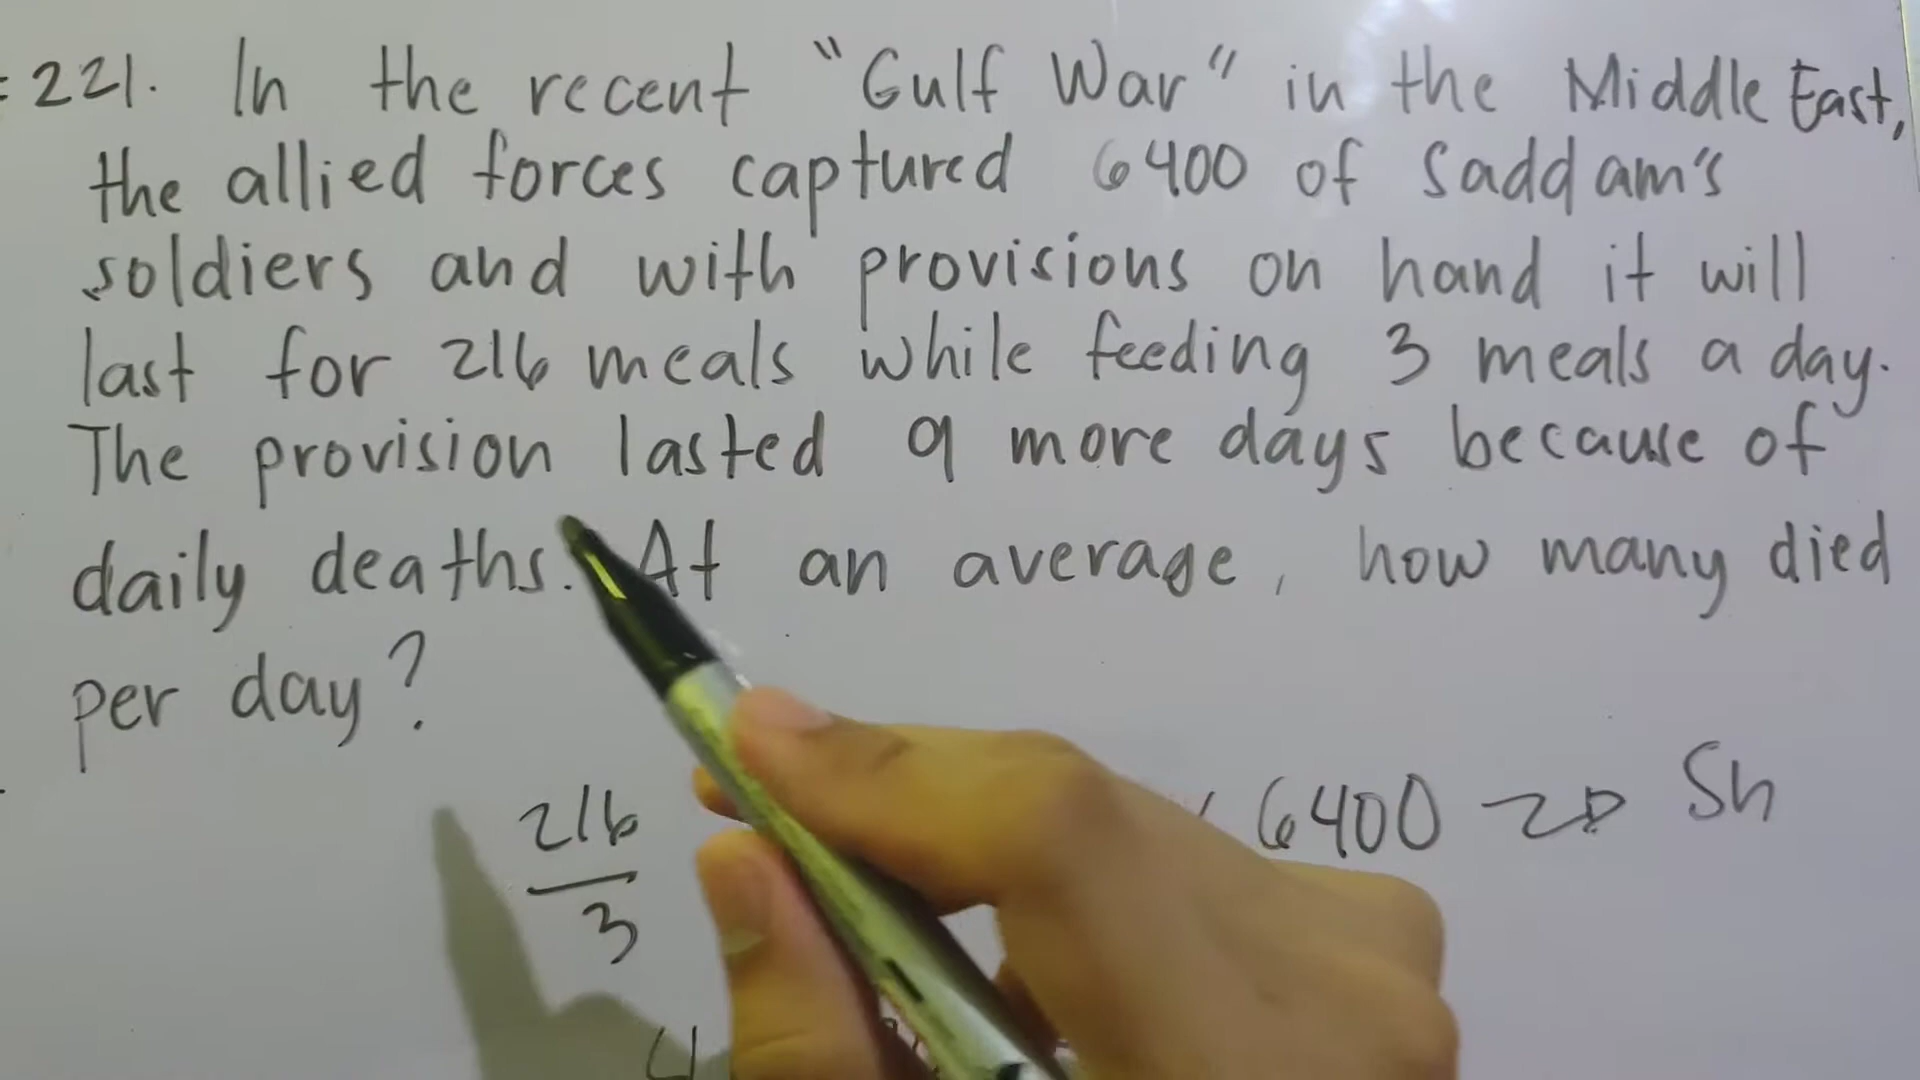 221. In the recent "Gulf War" in the Middle East,
the allied forces captured 6400 of Saddam's
soldiers and with provisions on hand it will
last for 216 meals while feeding 3 meals a day.
The provision lasted 9 more days because of
daily deaths. At an average, how many died
per day?
216
6400 Sn
3